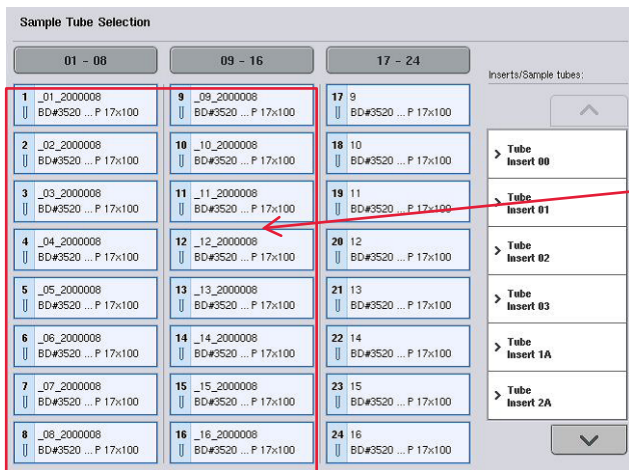 Sample Tube Selection
01 - 08
09 - 16
17 - 24
Inserts/Sample tubes:
1 _01_2000008
BD#3520 ... P 17x100
9 _09_2000008
BD#3520 ... P 17x100
17 9
BD#3520 ... P 17x100
2 _02_2000008
BD#3520 ... P 17x100
10 _10_2000008
BD#3520 ... P 17x100
18 10
BD#3520 ... P 17x100
3 _03_2000008
BD#3520 ... P 17x100
11 _11_2000008
BD#3520 ... P 17x100
19 11
BD#3520 ... P 17x100
4 _04_2000008
BD#3520 ... P 17x100
12 _12_2000008
BD#3520 ... P 17x100
20 12
BD#3520 ... P 17x100
5 _05_2000008
BD#3520 ... P 17x100
13 _13_2000008
BD#3520 ... P 17x100
21 13
BD#3520 ... P 17x100
6 _06_2000008
BD#3520 ... P 17x100
14 _14_2000008
BD#3520 ... P 17x100
22 14
BD#3520 ... P 17x100
7 _07_2000008
BD#3520 ... P 17x100
15 _15_2000008
BD#3520 ... P 17x100
23 15
BD#3520 ... P 17x100
8 _08_2000008
BD#3520 ... P 17x100
16 _16_2000008
BD#3520 ... P 17x100
24 16
BD#3520 ... P 17x100
Tube
Insert 00
Tube
Insert 01
Tube
Insert 02
Tube
Insert 03
Tube
Insert 1A
Tube
Insert 2A